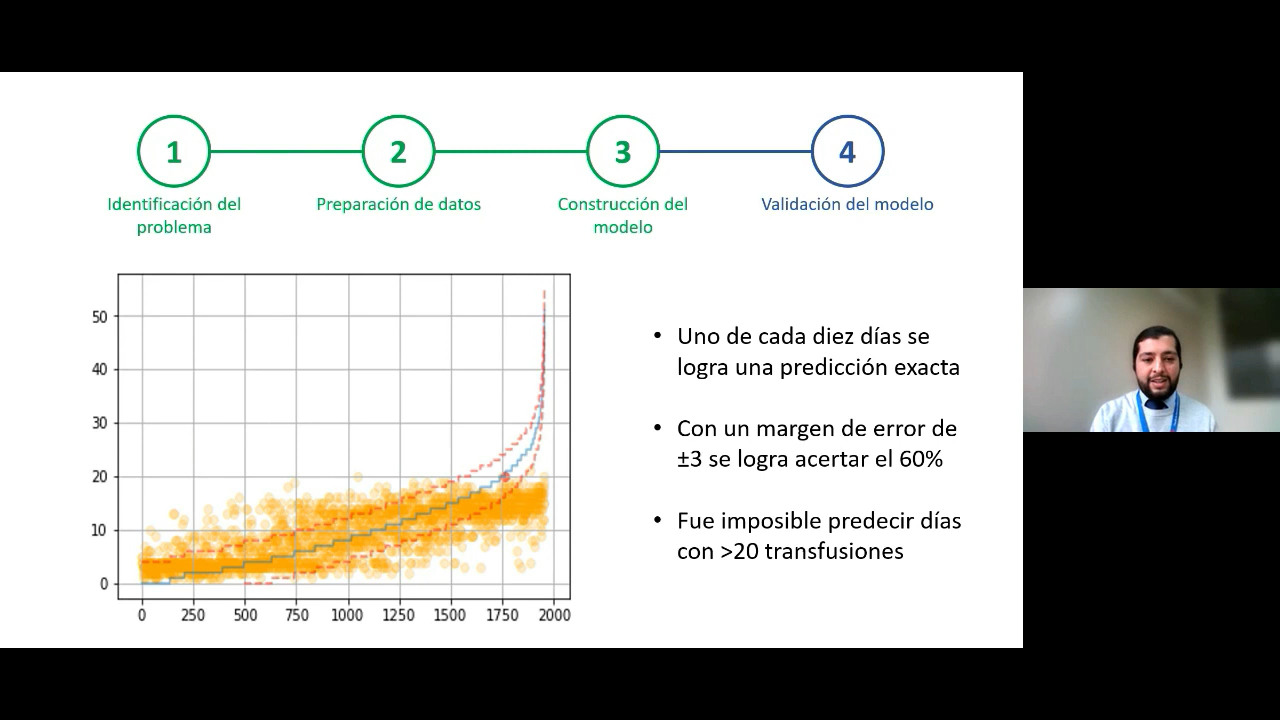 1
2
3
4
Identificación del
problema
Preparación de datos
Construcción del
modelo
Validación del modelo
50
40
30
20
10
0
0 250 500 750 1000 1250 1500 1750 2000
• Uno de cada diez días se
logra una predicción exacta
• Con un margen de error de
±3 se logra acertar el 60%
• Fue imposible predecir días
con >20 transfusiones